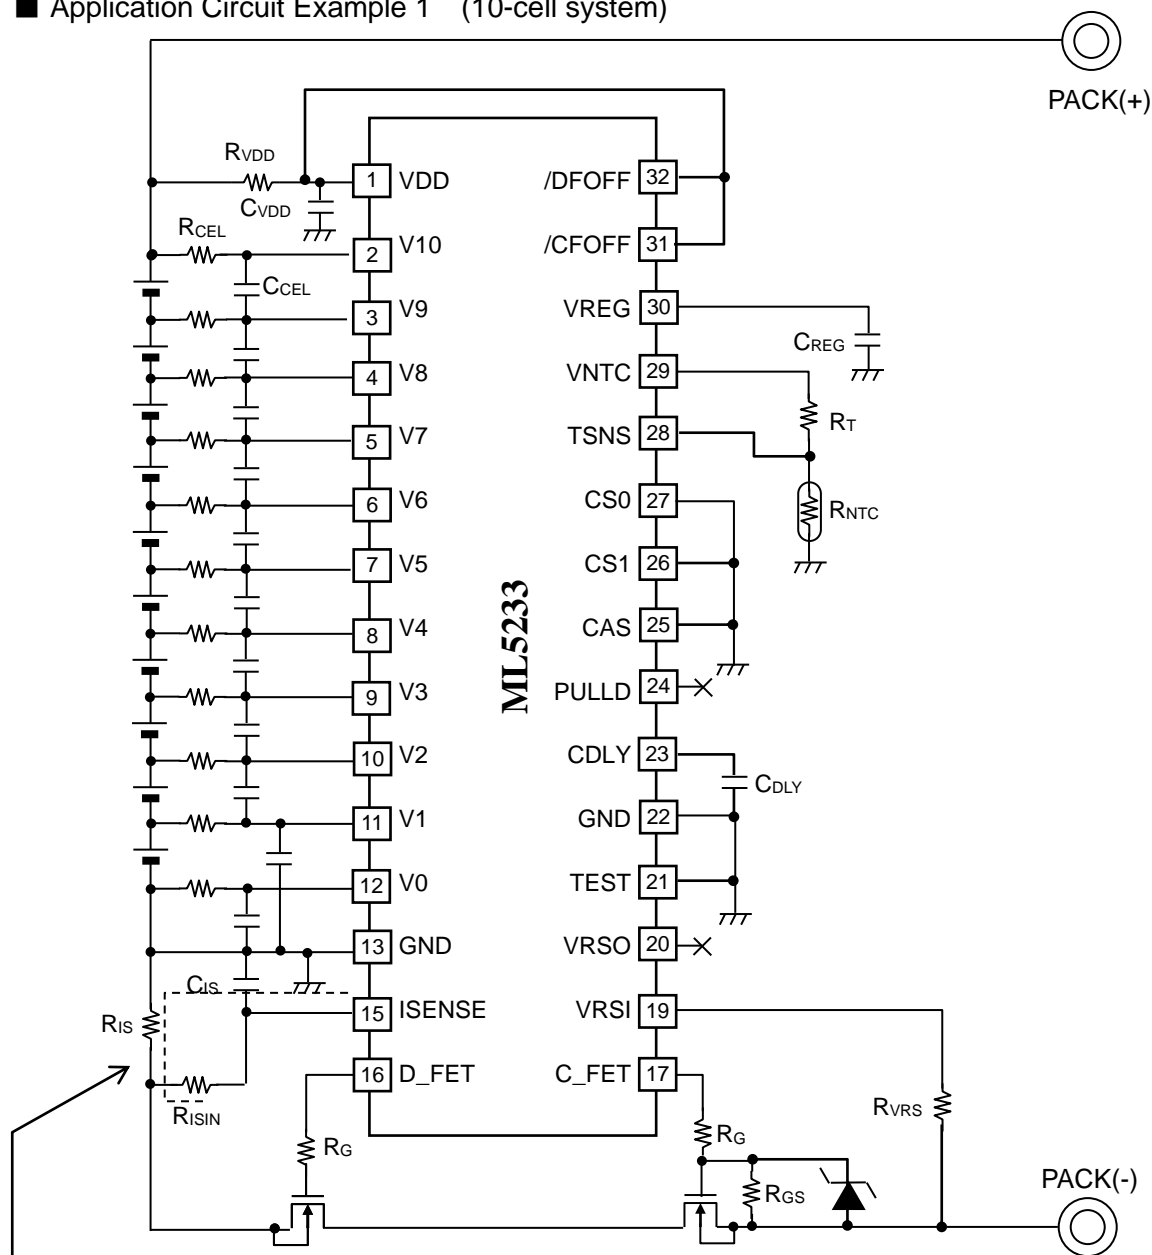 ■ Application Circuit Example 1 (10-cell system)
PACK(+)
RVDD
CVDD
1 VDD
/DFOFF 32
RCEL
2 V10
/CFOFF 31
CCEL
3 V9
VREG 30
CREG
4 V8
VNTC 29
RT
5 V7
TSNS 28
6 V6
CS0 27
RNTC
7 V5
CS1 26
8 V4
CAS 25
ML5233
9 V3
PULLD 24
10 V2
CDLY 23
CDLY
11 V1
GND 22
12 V0
TEST 21
13 GND
VRSO 20
CIS
RIS
15 ISENSE
VRSI 19
16 D_FET
C_FET 17
RISIN
RVRS
RG
RG
RGS
PACK(-)